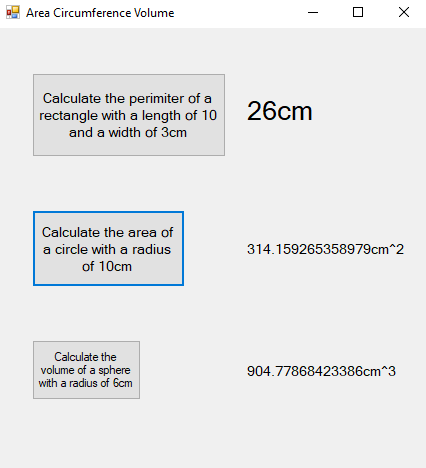 Area Circumference Volume
Calculate the perimiter of a
rectangle with a length of 10
and a width of 3cm
26cm
Calculate the area of
a circle with a radius
of 10cm
314.159265358979cm^2
Calculate the
volume of a sphere
with a radius of 6cm
904.77868423386cm^3